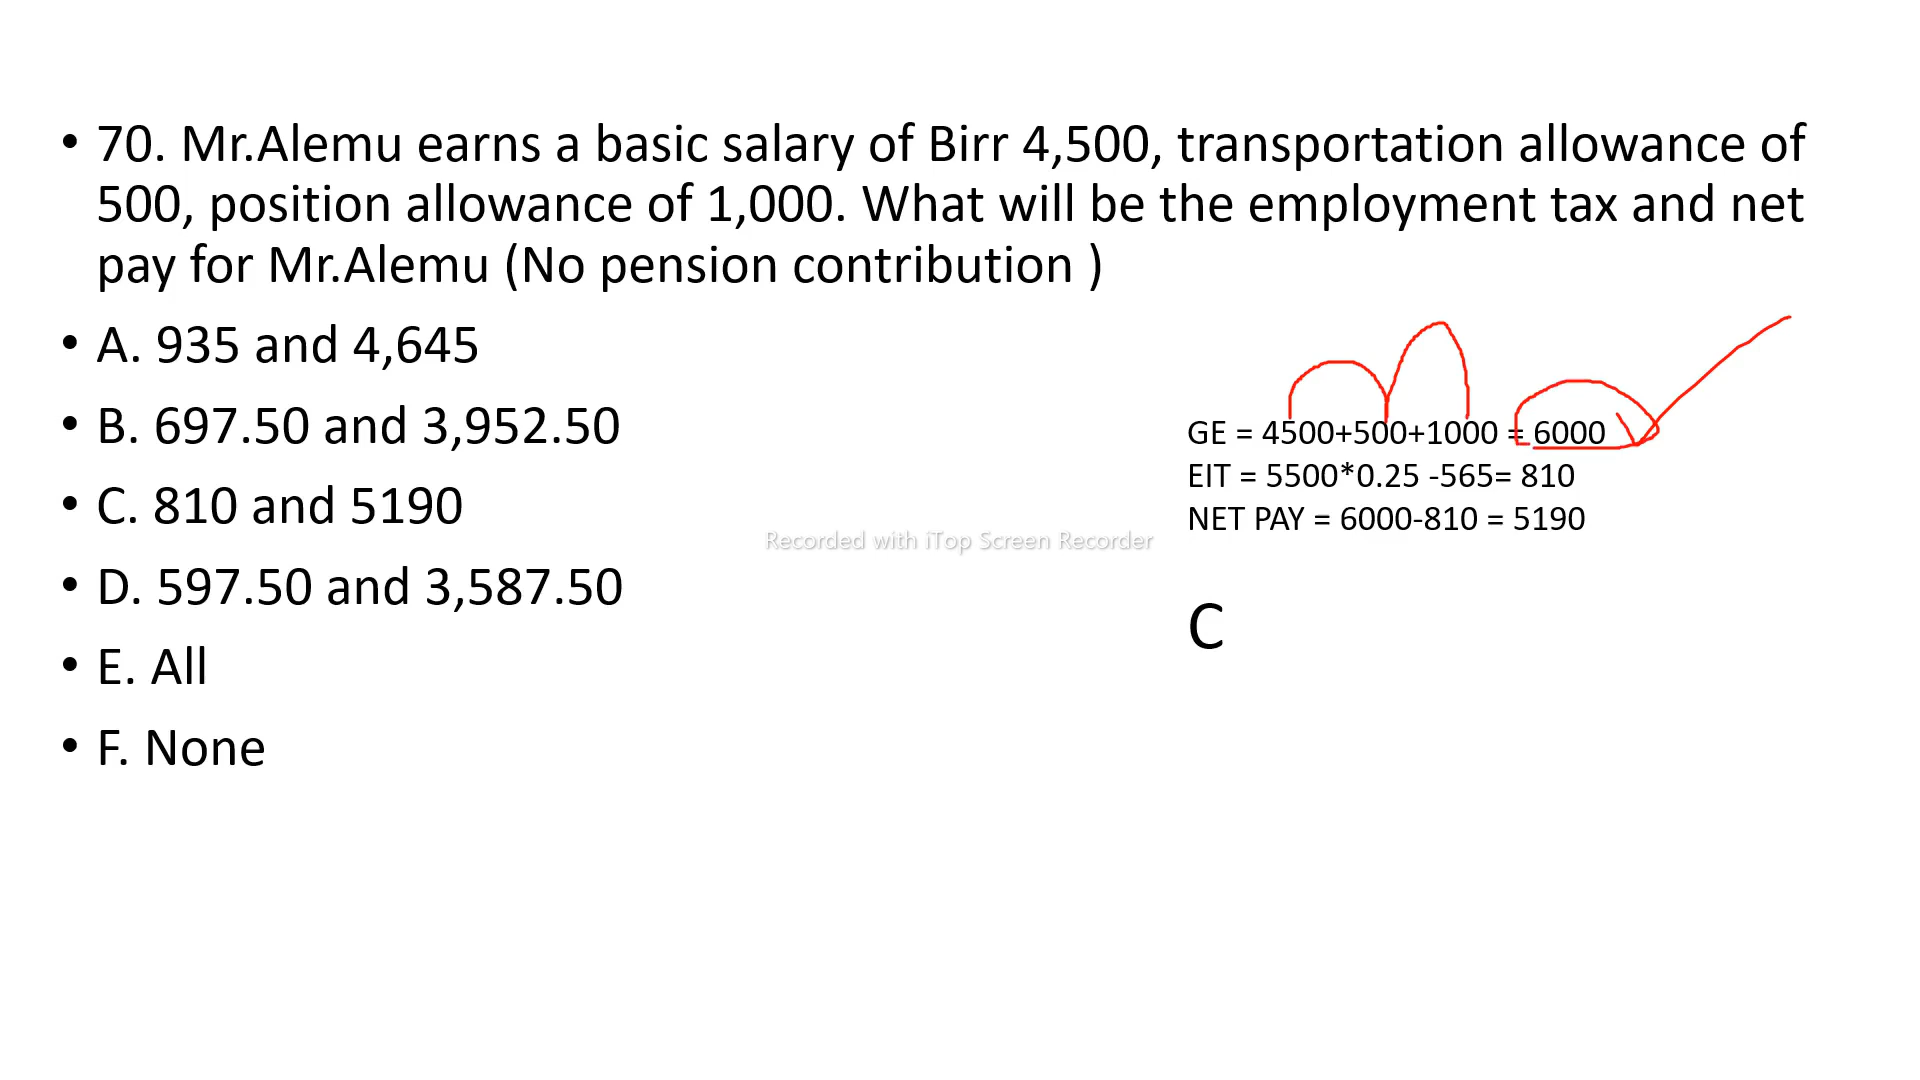 • 70. Mr.Alemu earns a basic salary of Birr 4,500, transportation allowance of
500, position allowance of 1,000. What will be the employment tax and net
pay for Mr.Alemu (No pension contribution )
• A. 935 and 4,645
• B. 697.50 and 3,952.50
• C. 810 and 5190
• D. 597.50 and 3,587.50
• E. All
• F. None
GE = 4500+500+1000 = 6000
EIT = 5500*0.25 -565= 810
NET PAY = 6000-810 = 5190
Recorded with iTop Screen Recorder
C